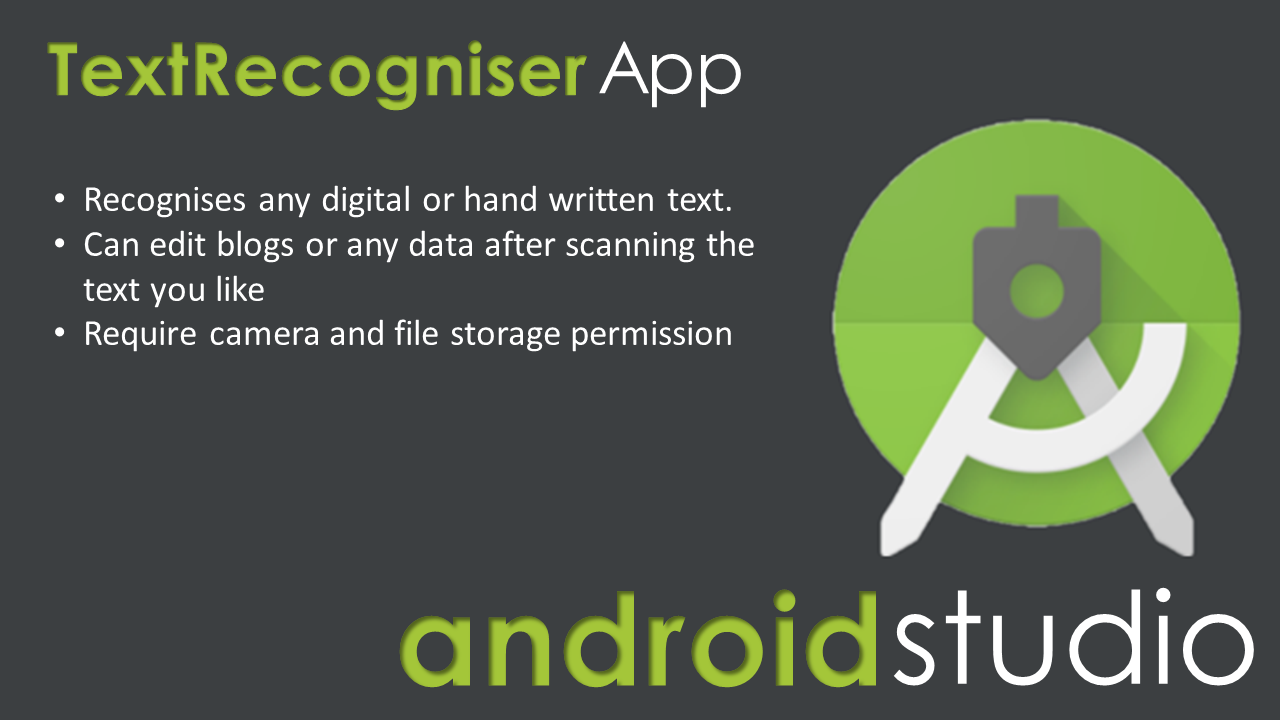 TextRecogniser App
• Recognises any digital or hand written text.
• Can edit blogs or any data after scanning the
text you like
• Require camera and file storage permission
androidstudio